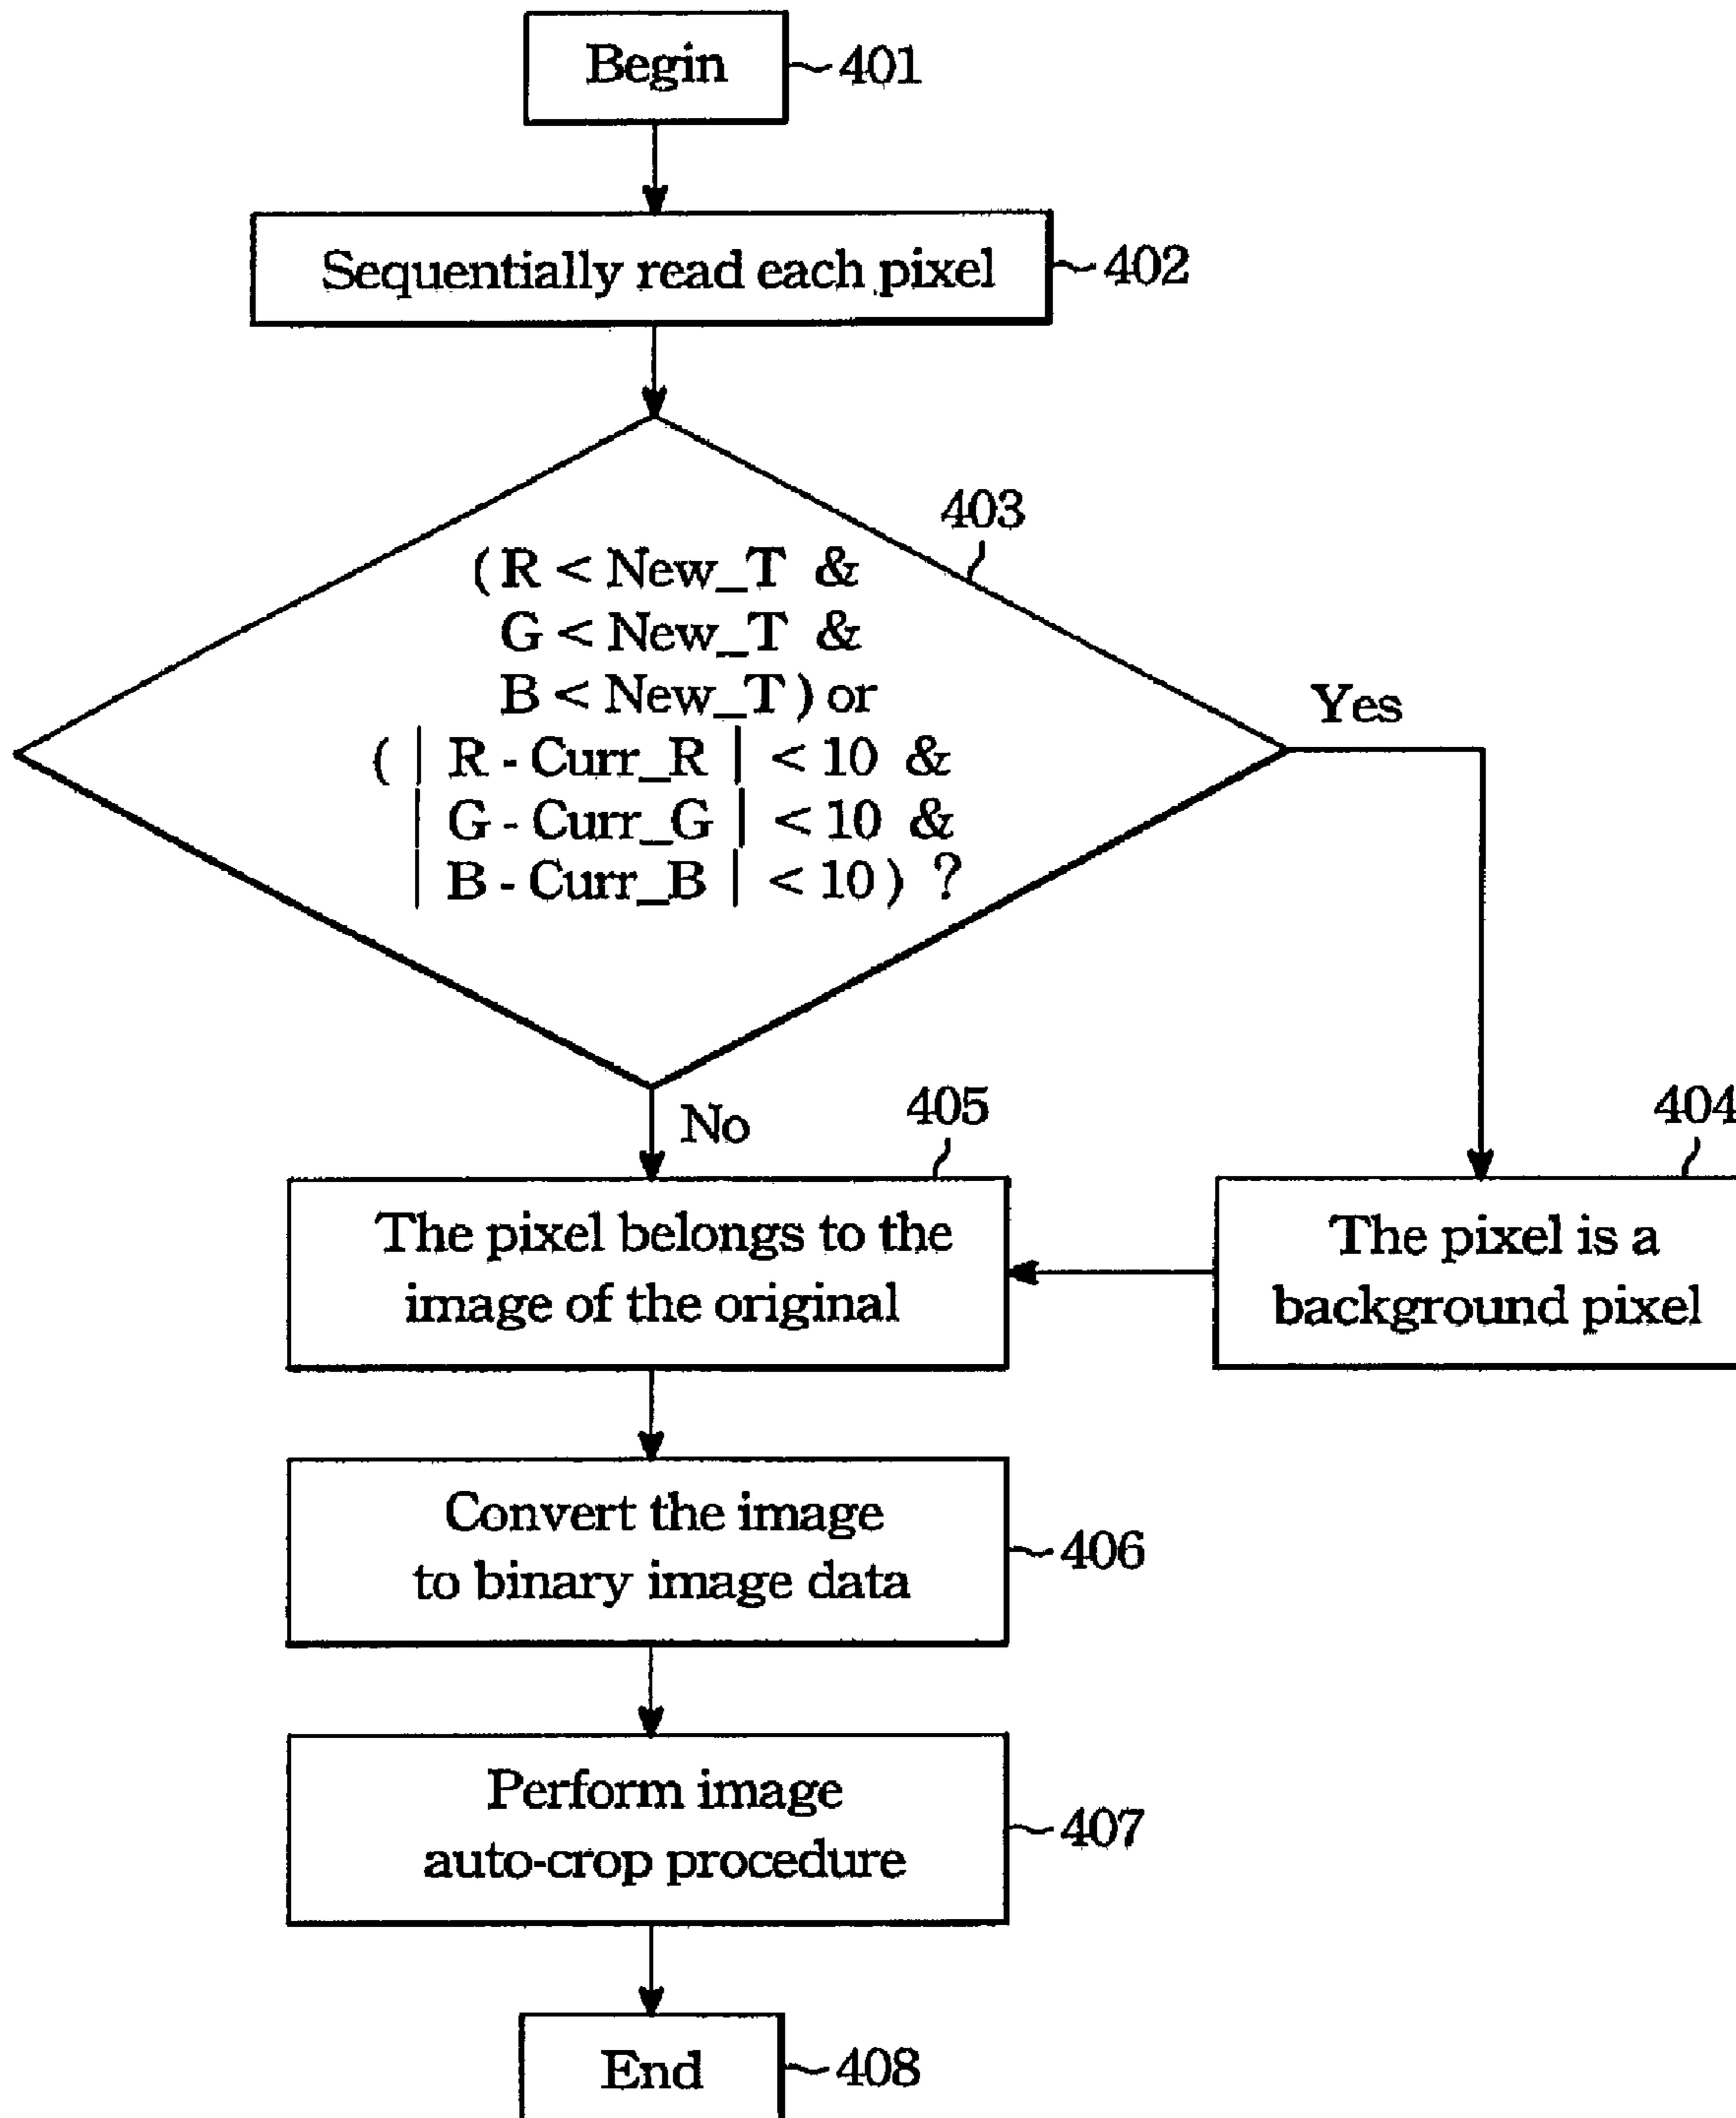 Begin
401
Sequentially read each pixel
402
403
( R < New_T &
G < New_T &
B < New_T ) or
( | R - Curr_R | < 10 &
| G - Curr_G | < 10 &
| B - Curr_B | < 10 ) ?
Yes
No
405
404
The pixel belongs to the
image of the original
The pixel is a
background pixel
Convert the image
to binary image data
406
Perform image
auto-crop procedure
407
End
408